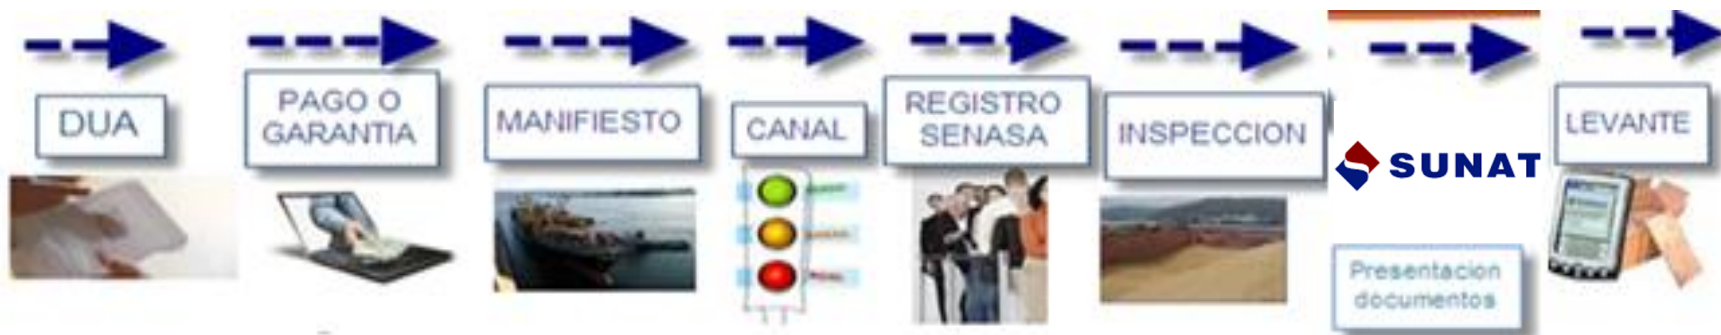 DUA
PAGO O
GARANTIA
MANIFIESTO
CANAL
REGISTRO
SENASA
INSPECCION
SUNAT
Presentacion
documentos
LEVANTE